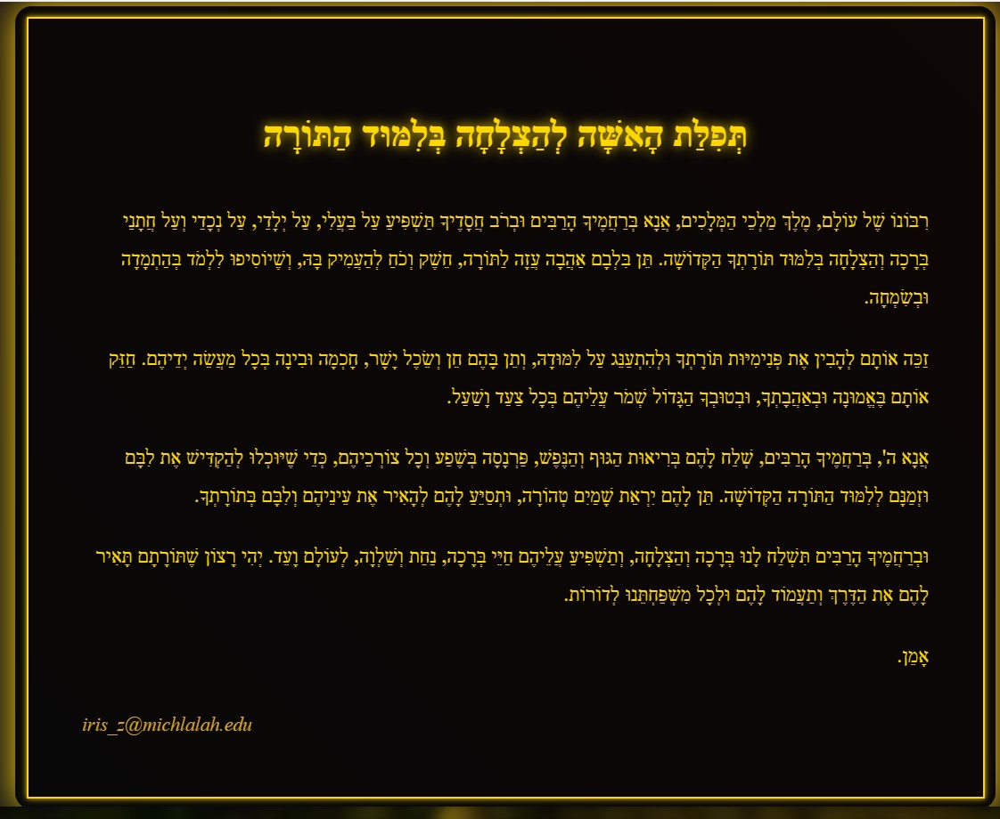 תְּפִלַּת הָאִשָּׁה לְהַצְלָחָה בְּלִמּוּד הַתּוֹרָה
רִבּוֹנוֹ שֶׁל עוֹלָם, מֶלֶךְ מַלְכֵי הַמְּלָכִים, אֲנָא בְּרַחֲמֶיךָ הָרַבִּים וּבְרֹב חֲסָדֶיךָ תַּשְׁפִּיעַ עַל בַּעֲלִי, עַל יְלָדַי, עַל נְכָדַי וְעַל חֲתָנַי
בְּרָכָה וְהַצְלָחָה בְּלִמּוּד תּוֹרָתְךָ הַקְּדוֹשָׁה. תֵּן בְּלִבָּם אַהֲבָה עַזָּה לַתּוֹרָה, חֵשֶׁק וְכֹחַ לְהַעֲמִיק בָּהּ, וְשֶׁיּוֹסִיפוּ לִלְמֹד בְּהַתְמָדָה
וּבְשִׂמְחָה.
זַכֵּה אוֹתָם לְהָבִין אֶת פְּנִימִיּוּת תּוֹרָתְךָ וּלְהִתְעַנֵּג עַל לִמּוּדָהּ, וְתֵן בָּהֶם חֵן וְשֵׂכֶל יָשָׁר, חָכְמָה וּבִינָה בְּכָל מַעֲשֵׂה יְדֵיהֶם. חַזֵּק
אוֹתָם בֶּאֱמוּנָה וּבְאַהֲבָתְךָ, וּבְטוּבְךָ הַגָּדוֹל שְׁמֹר עֲלֵיהֶם בְּכָל צַעַד וָשַׁעַל.
אֲנָא ה', בְּרַחֲמֶיךָ הָרַבִּים, שְׁלַח לָהֶם בְּרִיאוּת הַגּוּף וְהַנֶּפֶשׁ, פַּרְנָסָה בְּשֶׁפַע וְכָל צוֹרְכֵיהֶם, כְּדֵי שֶׁיּוּכְלוּ לְהַקְדִּישׁ אֶת לִבָּם
וּזְמַנָּם לְלִמּוּד הַתּוֹרָה הַקְּדוֹשָׁה. תֵּן לָהֶם יִרְאַת שָׁמַיִם טְהוֹרָה, וּתְסַיֵּעַ לָהֶם לְהָאִיר אֶת עֵינֵיהֶם וְלִבָּם בְּתוֹרָתְךָ.
וּבְרַחֲמֶיךָ הָרַבִּים תִּשְׁלַח לָנוּ בְּרָכָה וְהַצְלָחָה, וְתַשְׁפִּיעַ עֲלֵיהֶם חַיֵּי בְּרָכָה, נַחַת וְשַׁלְוָה, לְעוֹלָם וָעֶד. יְהִי רָצוֹן שֶׁתּוֹרָתָם תָּאִיר
לָהֶם אֶת הַדֶּרֶךְ וְתַעֲמוֹד לָהֶם וּלְכָל מִשְׁפַּחְתֵּנוּ לְדוֹרוֹת.
אָמֵן.
iris_z@michlalah.edu